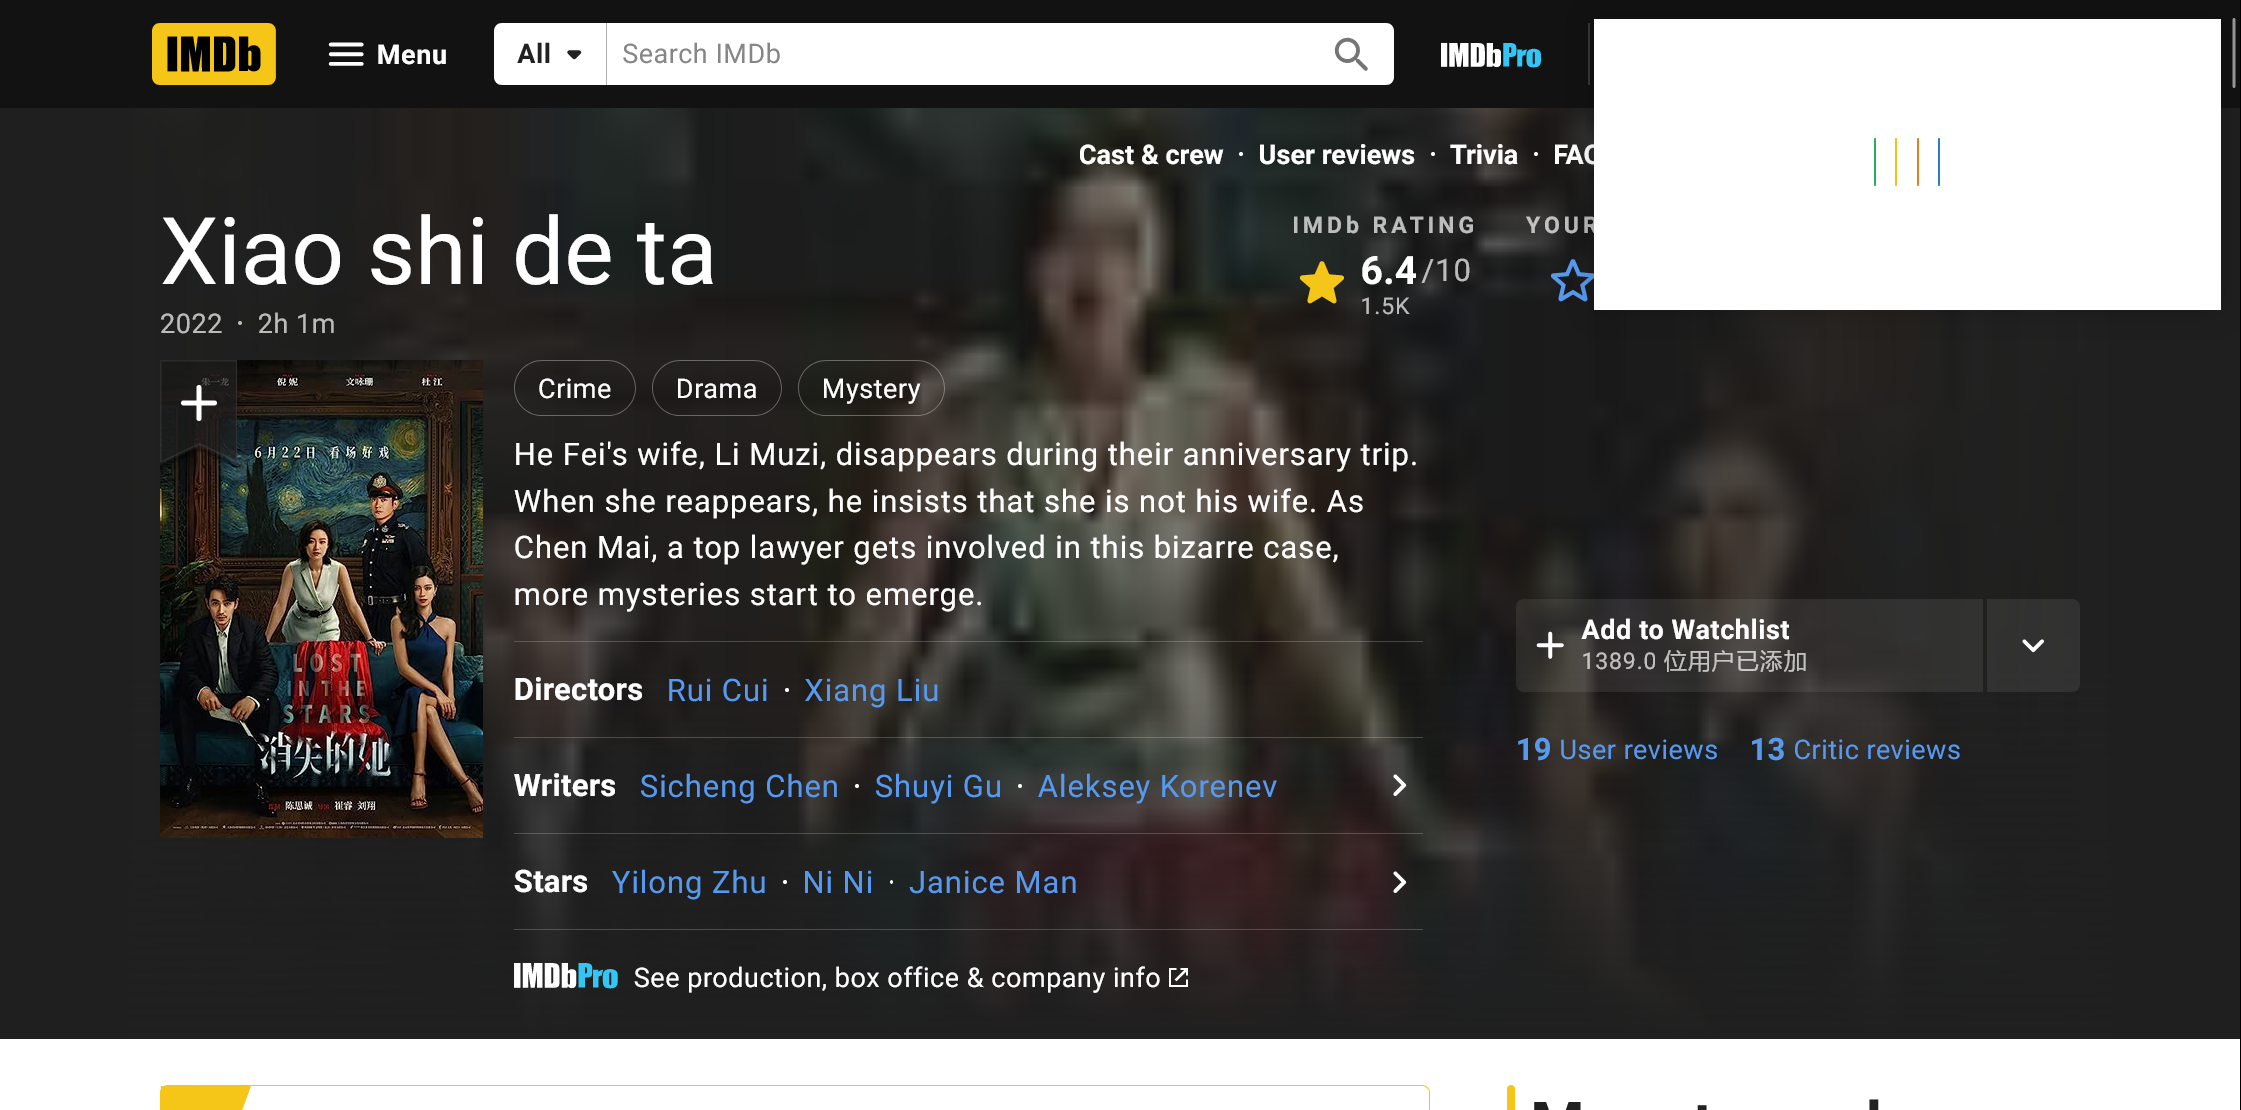 IMDb
Menu
All
Search IMDb
IMDbPro
Cast & crew · User reviews · Trivia ·
Xiao shi de ta
2022 · 2h 1m
IMDb RATING
YOUR
6.4/10
1.5K
倪妮 文咏珊 杜江
6月22日 看场好戏
LOST
IN THE
STARS
消失的她
陈思诚 崔睿 刘翔
Crime
Drama
Mystery
He Fei's wife, Li Muzi, disappears during their anniversary trip.
When she reappears, he insists that she is not his wife. As
Chen Mai, a top lawyer gets involved in this bizarre case,
more mysteries start to emerge.
Directors Rui Cui · Xiang Liu
Writers Sicheng Chen · Shuyi Gu · Aleksey Korenev
Stars Yilong Zhu · Ni Ni · Janice Man
IMDbPro See production, box office & company info
Add to Watchlist
1389.0 位用户已添加
19 User reviews 13 Critic reviews